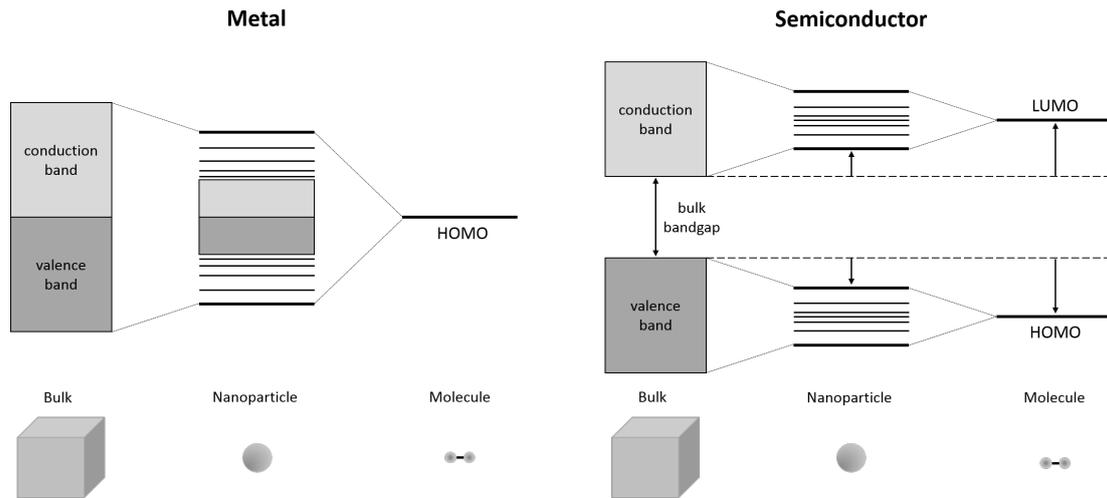 Metal
conduction
band
valence
band
HOMO
Bulk
Nanoparticle
Molecule
Semiconductor
conduction
band
LUMO
bulk
bandgap
valence
band
HOMO
Bulk
Nanoparticle
Molecule